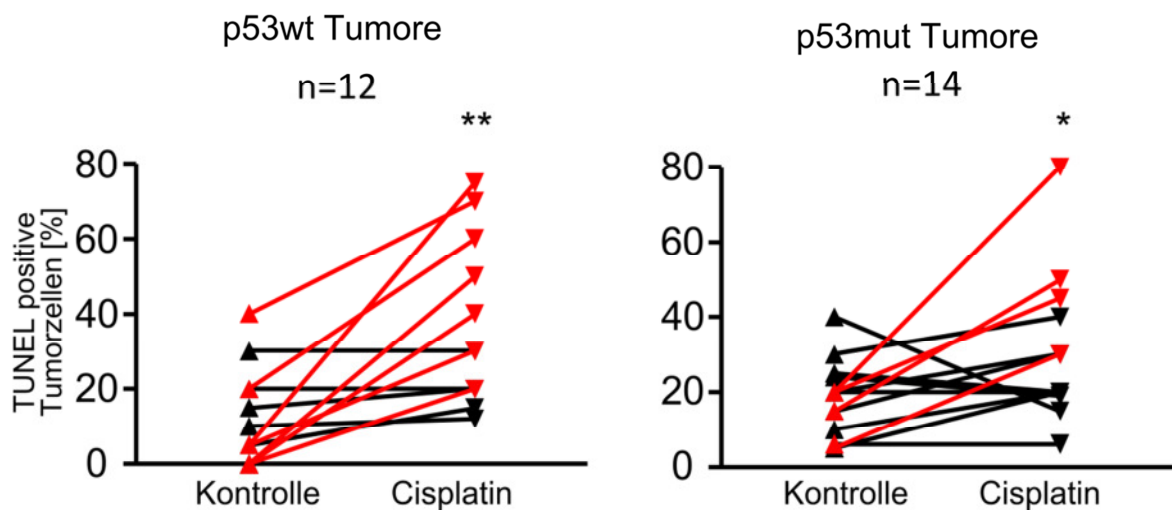 p53wt Tumore
n=12
**
80
60
40
20
0
TUNEL positive
Tumorzellen [%]
Kontrolle
Cisplatin
p53mut Tumore
n=14
*
80
60
40
20
0
Kontrolle
Cisplatin